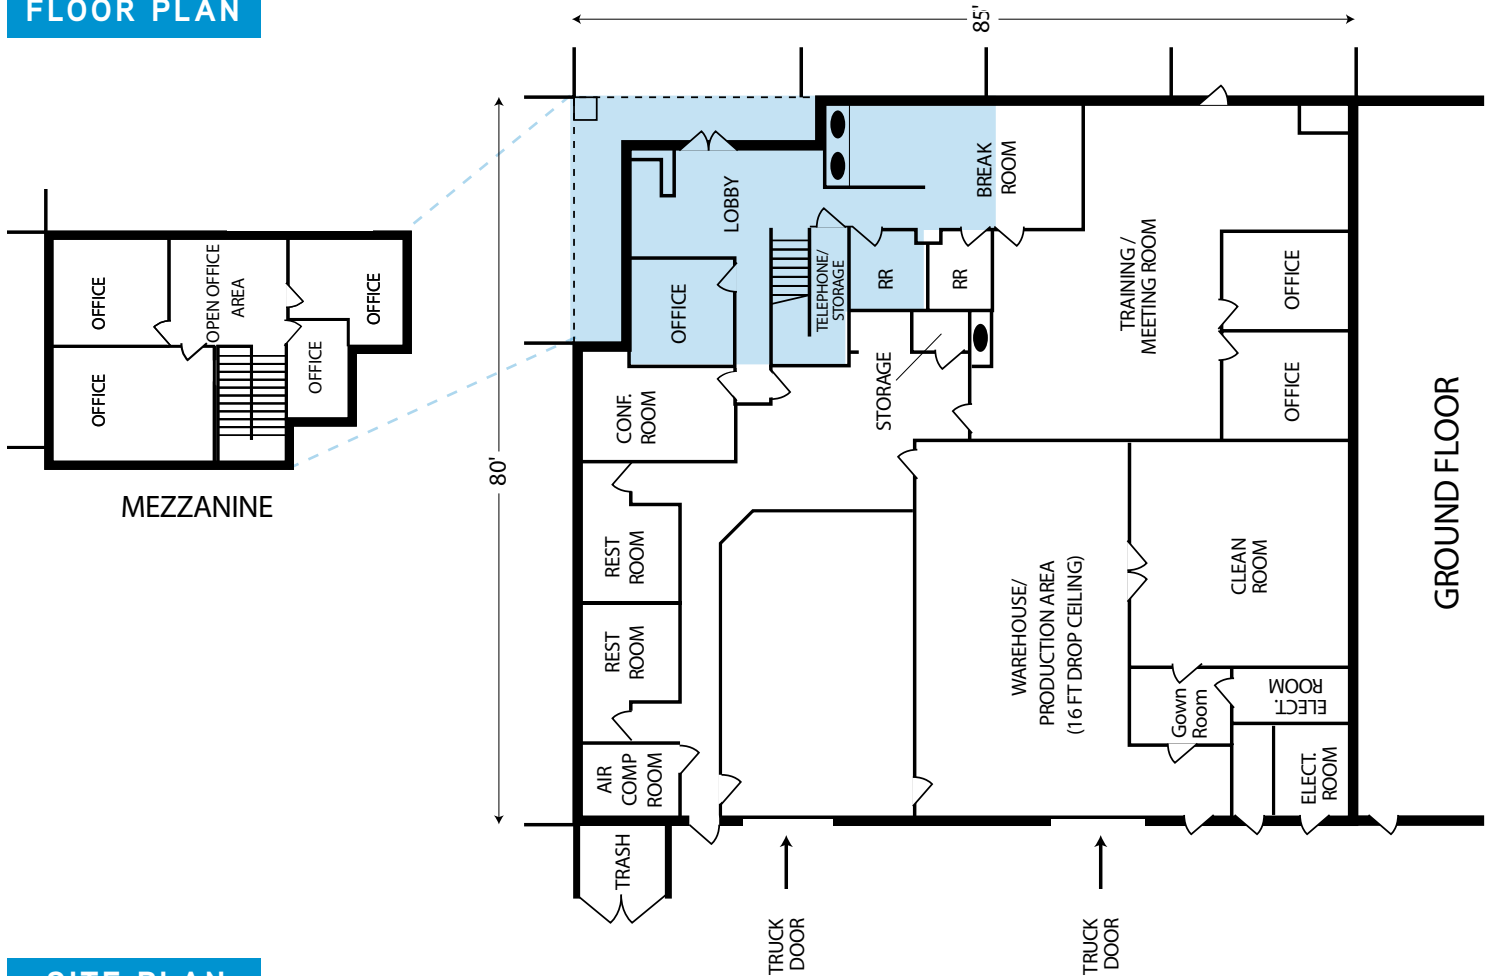 FLOOR PLAN
85'
80'
OFFICE
OPEN OFFICE
AREA
OFFICE
OFFICE
OFFICE
MEZZANINE
LOBBY
BREAK
ROOM
OFFICE
TELEPHONE/
STORAGE
RR
RR
TRAINING /
MEETING ROOM
OFFICE
OFFICE
STORAGE
CONF.
ROOM
REST
ROOM
REST
ROOM
AIR
COMP
ROOM
WAREHOUSE/
PRODUCTION AREA
(16 FT DROP CEILING)
CLEAN
ROOM
Gown
Room
ELECT.
ROOM
ELECT.
ROOM
GROUND FLOOR
TRASH
TRUCK
DOOR
TRUCK
DOOR
SITE PLAN